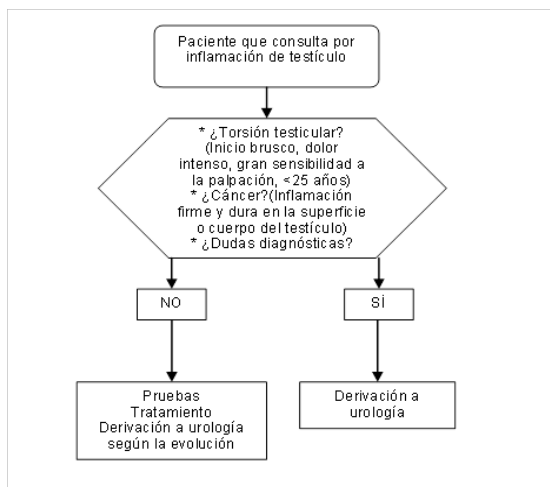 Paciente que consulta por
inflamación de testículo
* ¿Torsión testicular?
(Inicio brusco, dolor
intenso, gran sensibilidad a
la palpación, <25 años)
* ¿Cáncer?(Inflamación
firme y dura en la superficie
o cuerpo del testículo)
* ¿Dudas diagnósticas?
NO
SÍ
Pruebas
Tratamiento
Derivación a urología
según la evolución
Derivación a
urología